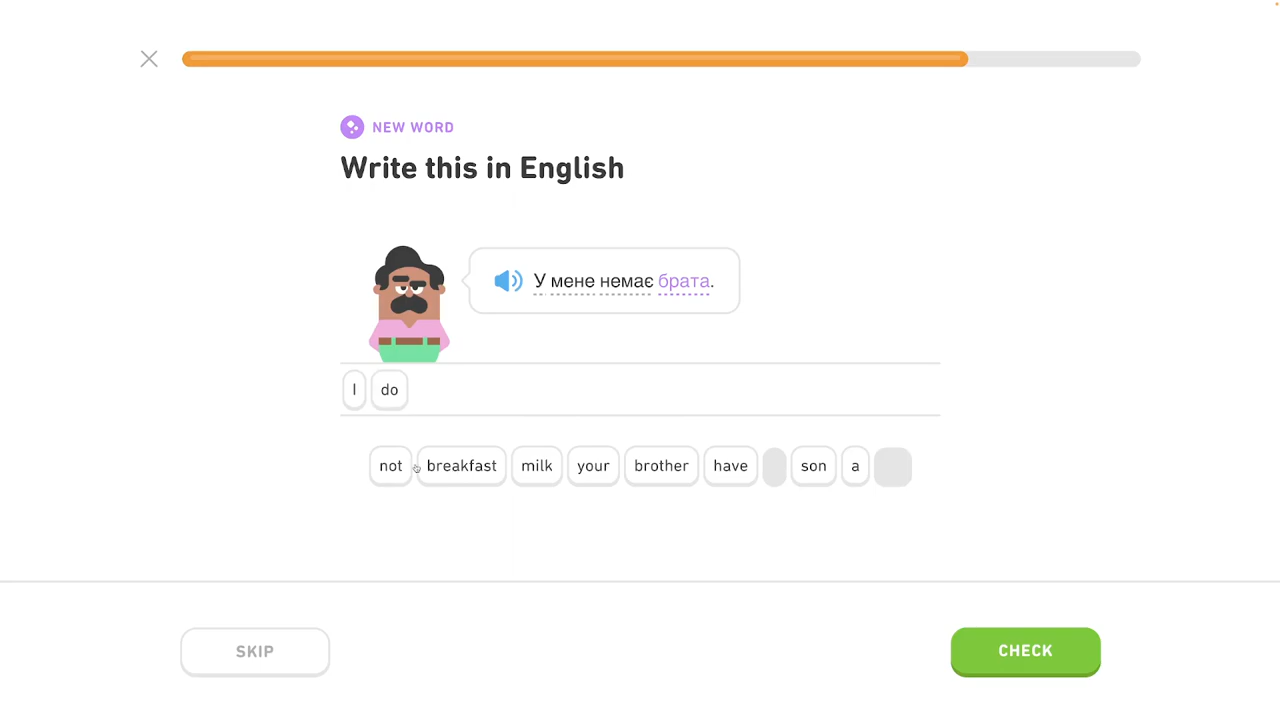 NEW WORD
Write this in English
У мене немає брата.
I do
not breakfast milk your brother have son a
SKIP
CHECK